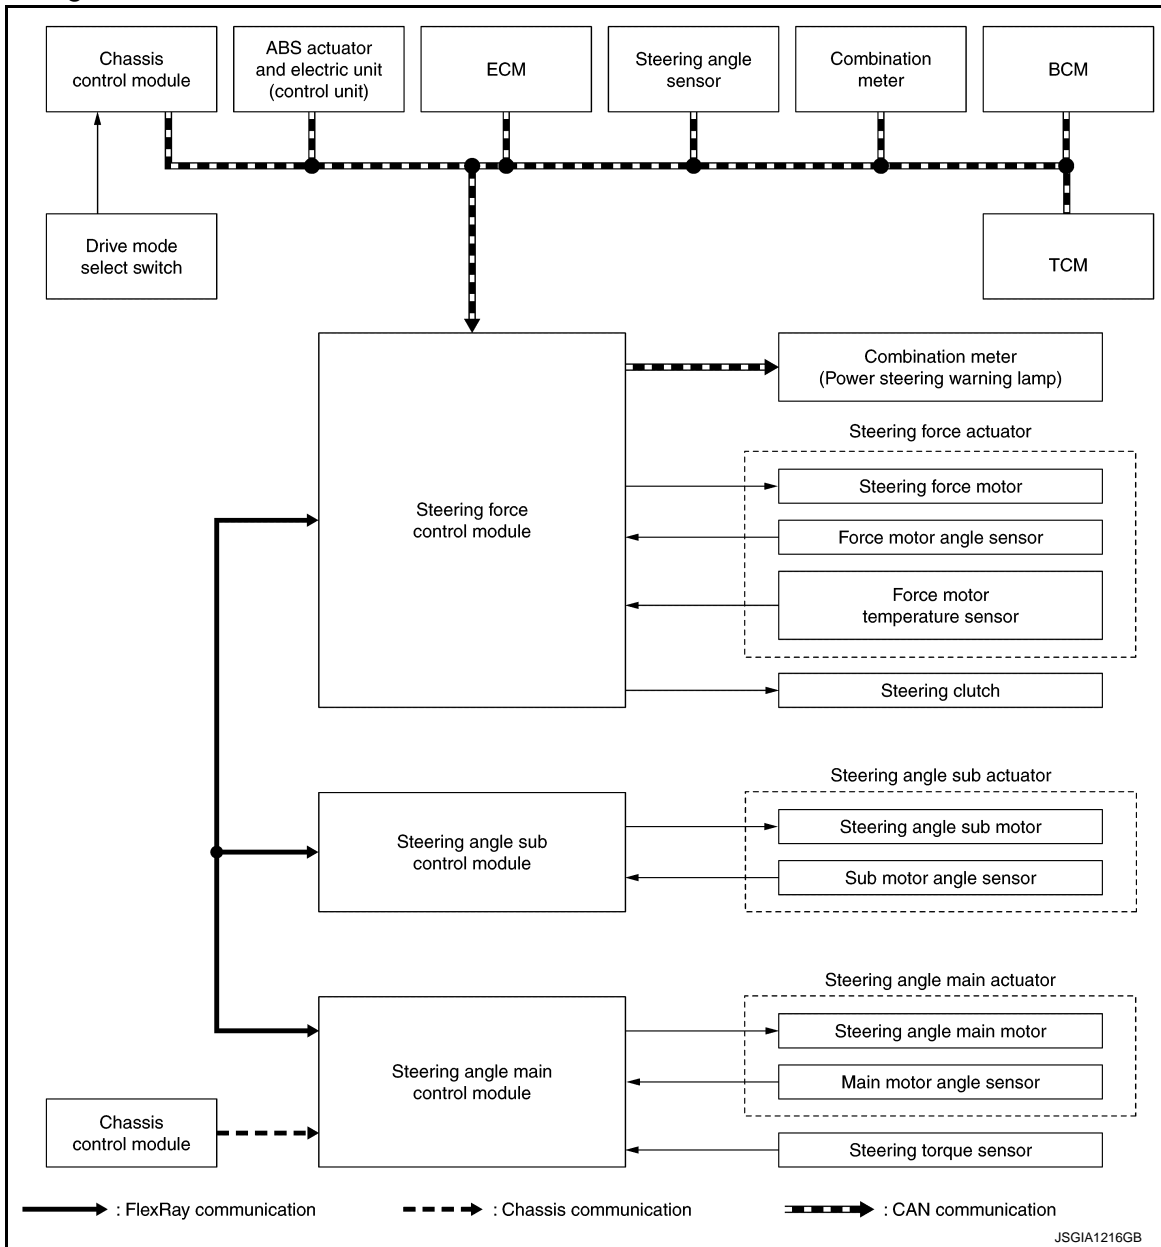 Chassis
control module
ABS actuator
and electric unit
(control unit)
ECM
Steering angle
sensor
Combination
meter
BCM
Drive mode
select switch
TCM
Steering force
control module
Combination meter
(Power steering warning lamp)
Steering force actuator
Steering force motor
Force motor angle sensor
Force motor
temperature sensor
Steering clutch
Steering angle sub
control module
Steering angle sub actuator
Steering angle sub motor
Sub motor angle sensor
Steering angle main
control module
Steering angle main actuator
Steering angle main motor
Main motor angle sensor
Chassis
control module
Steering torque sensor
: FlexRay communication
: Chassis communication
: CAN communication
JSGIA1216GB